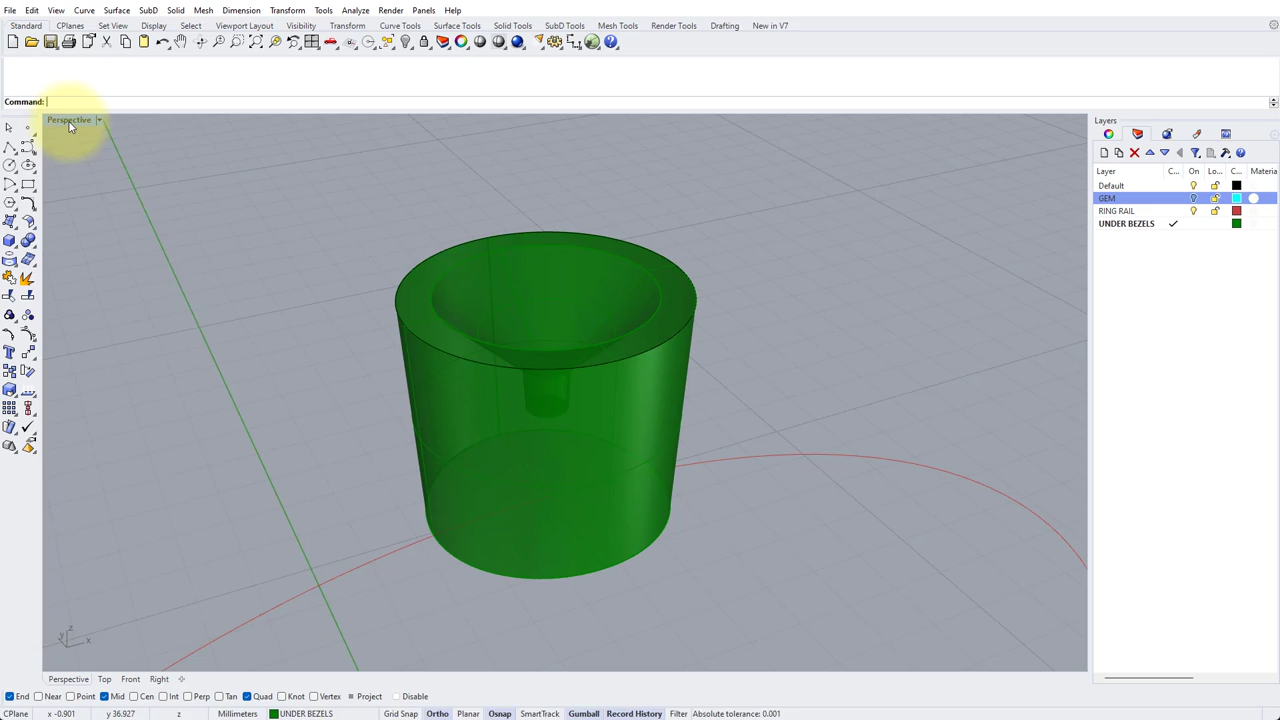 File Edit View Curve Surface SubD Solid Mesh Dimension Transform Tools Analyze Render Panels Help
Standard CPlanes Set View Display Select Viewport Layout Visibility Transform Curve Tools Surface Tools Solid Tools SubD Tools Mesh Tools Render Tools Drafting New in V7
Command:
Perspective
Layers
Layer C... On Lo... C... Materia
Default
GEM
RING RAIL
UNDER BEZELS
z
y x
Perspective Top Front Right
End Near Point Mid Cen Int Perp Tan Quad Knot Vertex Project Disable
CPlane x -0.901 y 36.927 z Millimeters UNDER BEZELS Grid Snap Ortho Planar Osnap SmartTrack Gumball Record History Filter Absolute tolerance: 0.001